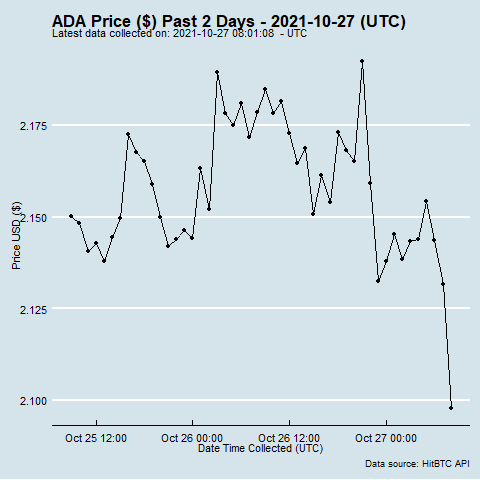 ADA Price ($) Past 2 Days - 2021-10-27 (UTC)
Latest data collected on: 2021-10-27 08:01:08 - UTC
2.175
2.150
2.125
2.100
Price USD ($)
Oct 25 12:00 Oct 26 00:00 Oct 26 12:00 Oct 27 00:00
Date Time Collected (UTC)
Data source: HitBTC API